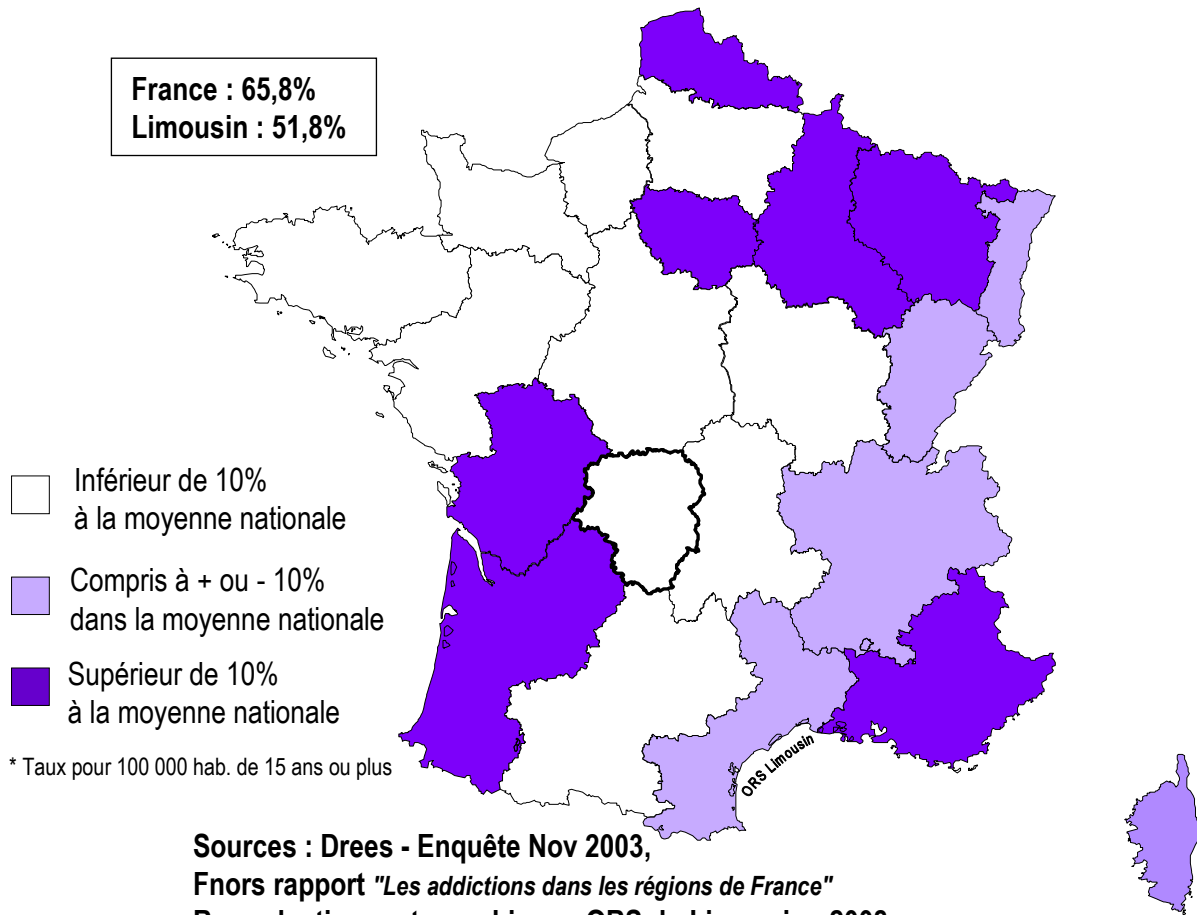 France : 65,8%
Limousin : 51,8%
Inférieur de 10%
à la moyenne nationale
Compris à + ou - 10%
dans la moyenne nationale
Supérieur de 10%
à la moyenne nationale
* Taux pour 100 000 hab. de 15 ans ou plus
ORS Limousin
Sources : Drees - Enquête Nov 2003,
Fnors rapport "Les addictions dans les régions de France"